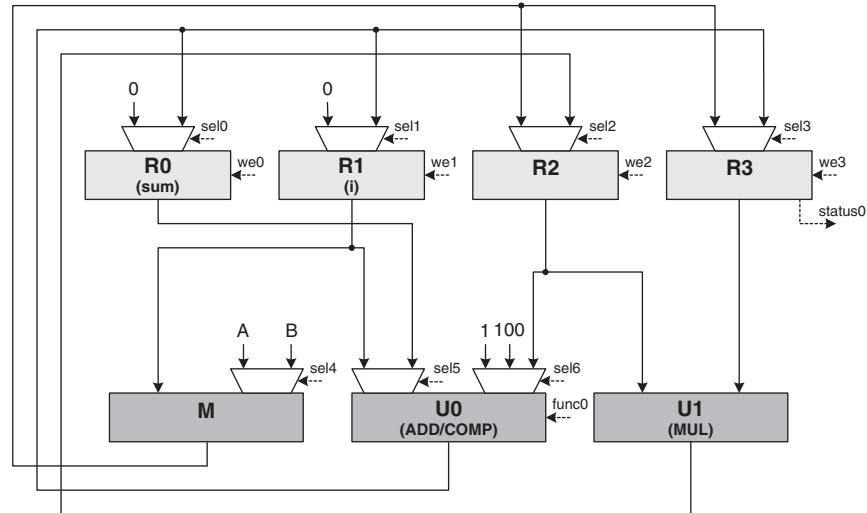 0
sel0
0
sel1
sel2
sel3
R0
(sum)
we0
R1
(i)
we1
R2
we2
R3
we3
status0
A
B
sel4
sel5
1 100
sel6
M
U0
(ADD/COMP)
func0
U1
(MUL)